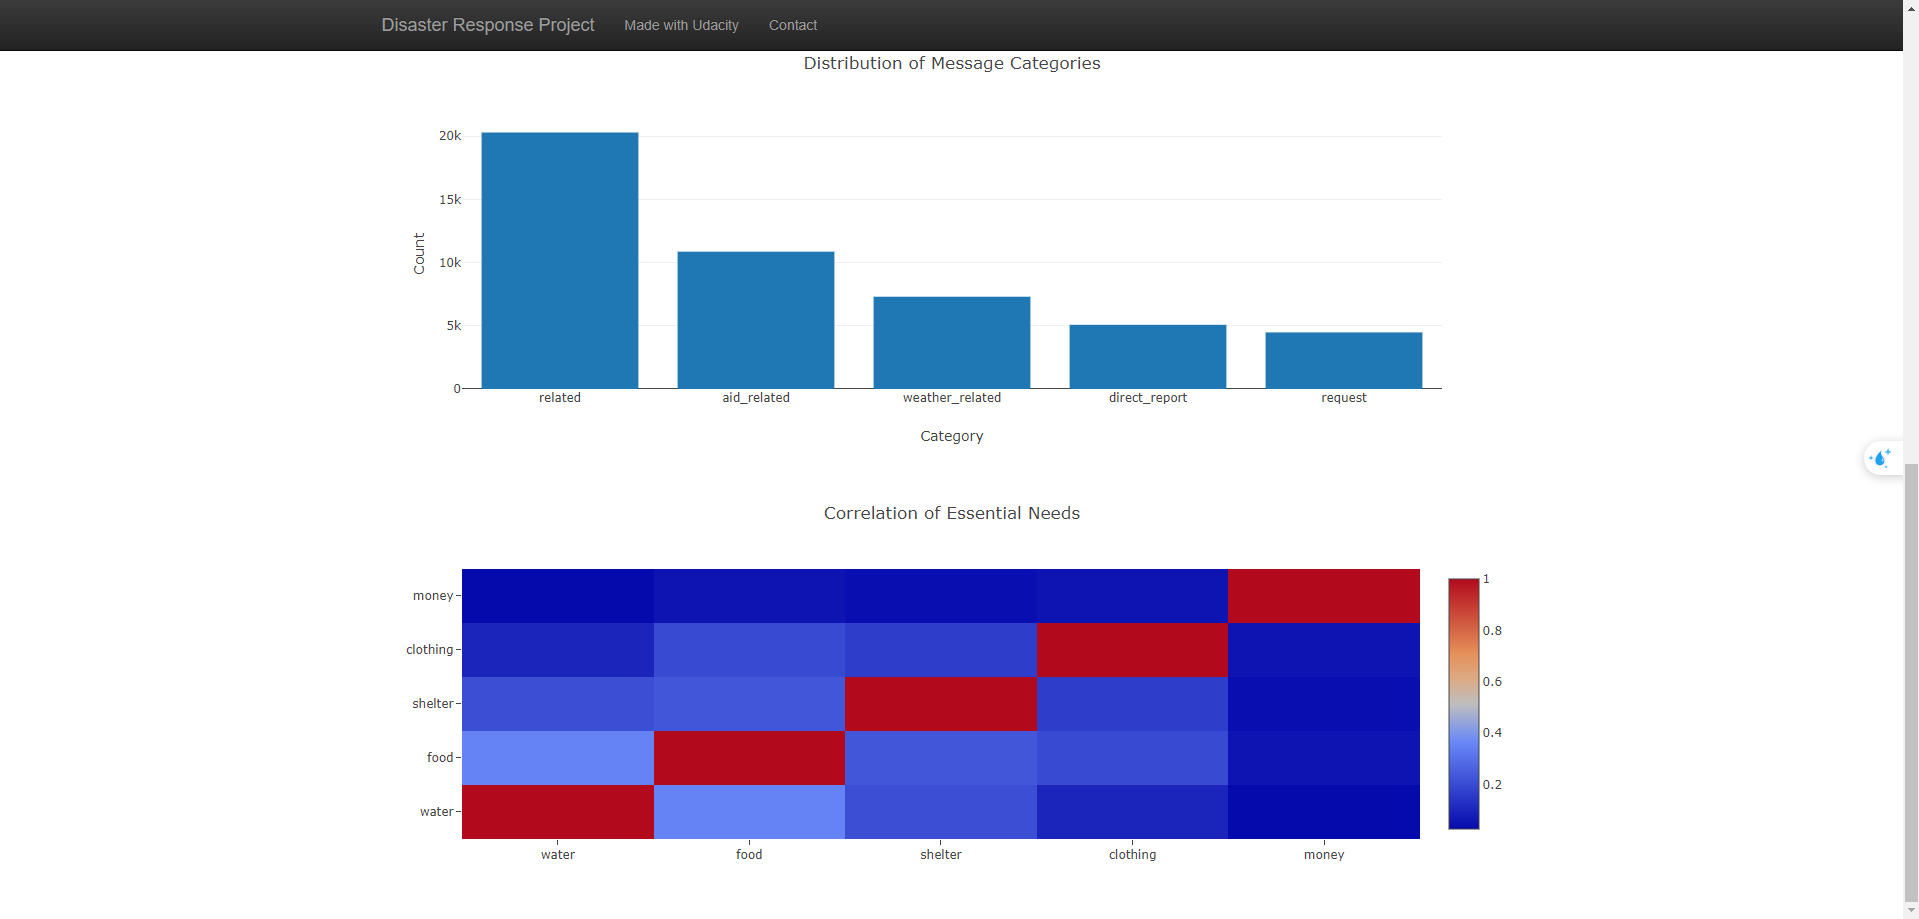 Disaster Response Project Made with Udacity Contact
Distribution of Message Categories
20k
15k
10k
5k
0
Count
related aid_related weather_related direct_report request
Category
Correlation of Essential Needs
money
clothing
shelter
food
water
water food shelter clothing money
1
0.8
0.6
0.4
0.2